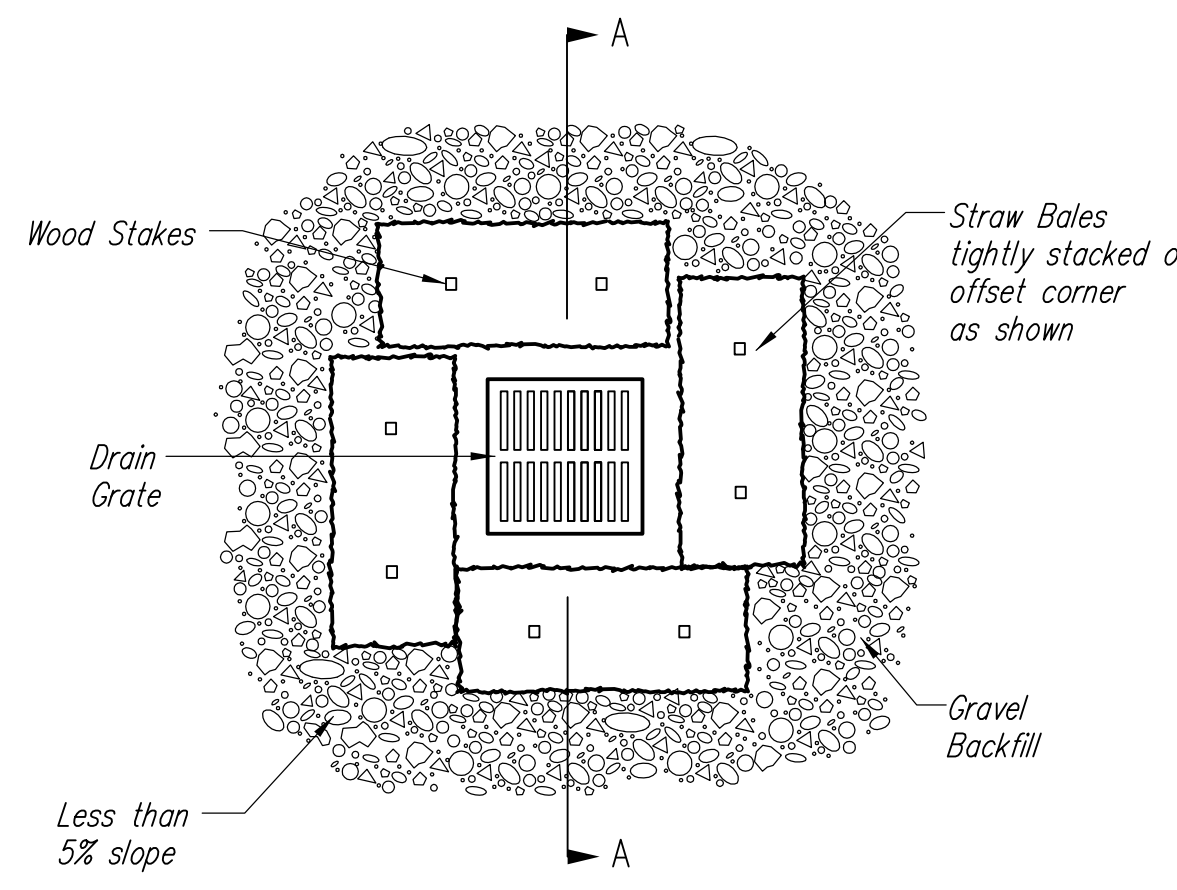 A
Wood Stakes
Straw Bales
tightly stacked
offset corner
as shown
Drain
Grate
Gravel
Backfill
Less than
5% slope
A